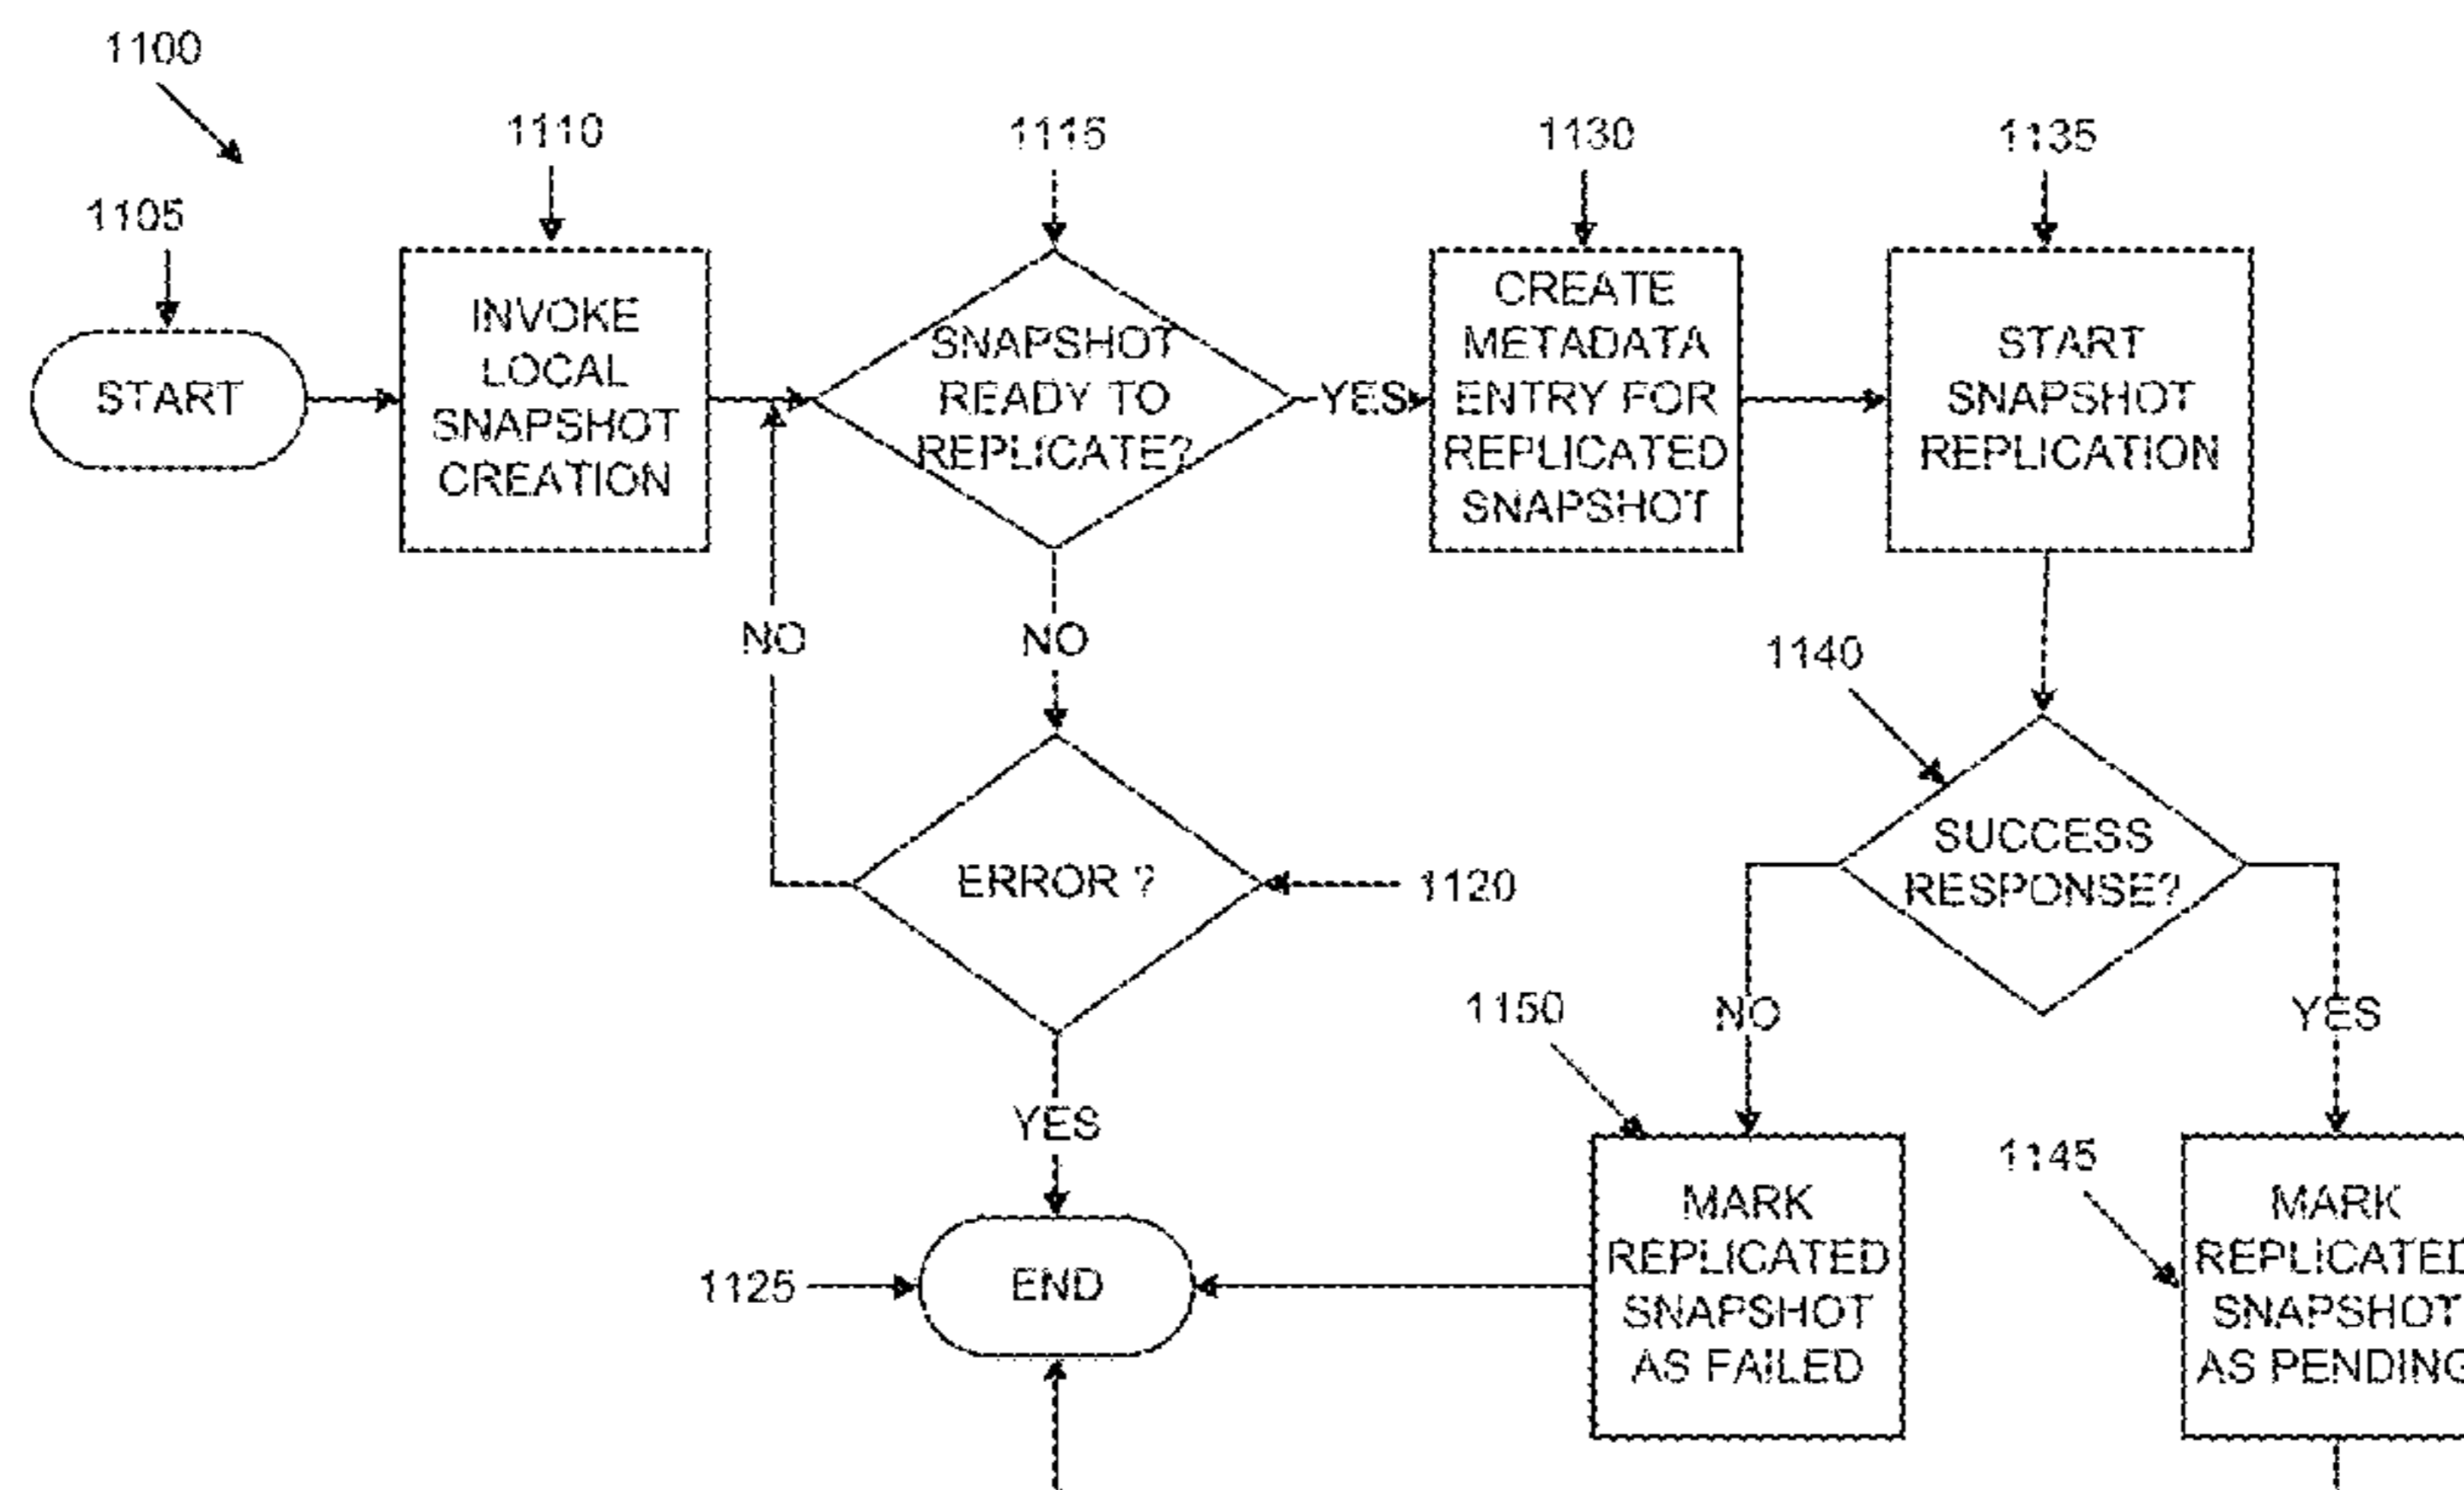 1100
1110
1115
1130
1135
1105
START
INVOKE
LOCAL
SNAPSHOT
CREATION
SNAPSHOT
READY TO
REPLICATE?
YES
CREATE
METADATA
ENTRY FOR
REPLICATED
SNAPSHOT
START
SNAPSHOT
REPLICATION
NO
NO
1140
ERROR ?
1120
SUCCESS
RESPONSE?
1150
NO
YES
YES
1145
1125
END
MARK
REPLICATED
SNAPSHOT
AS FAILED
MARK
REPLICATED
SNAPSHOT
AS PENDING